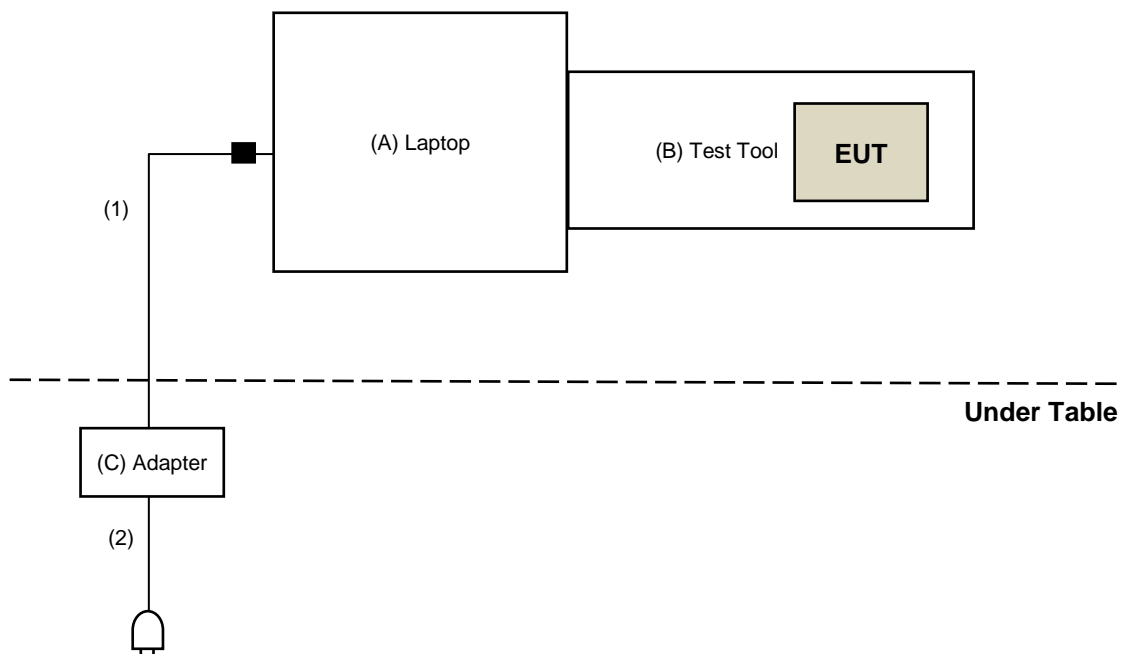 (A) Laptop
(B) Test Tool
EUT
(1)
Under Table
(C) Adapter
(2)